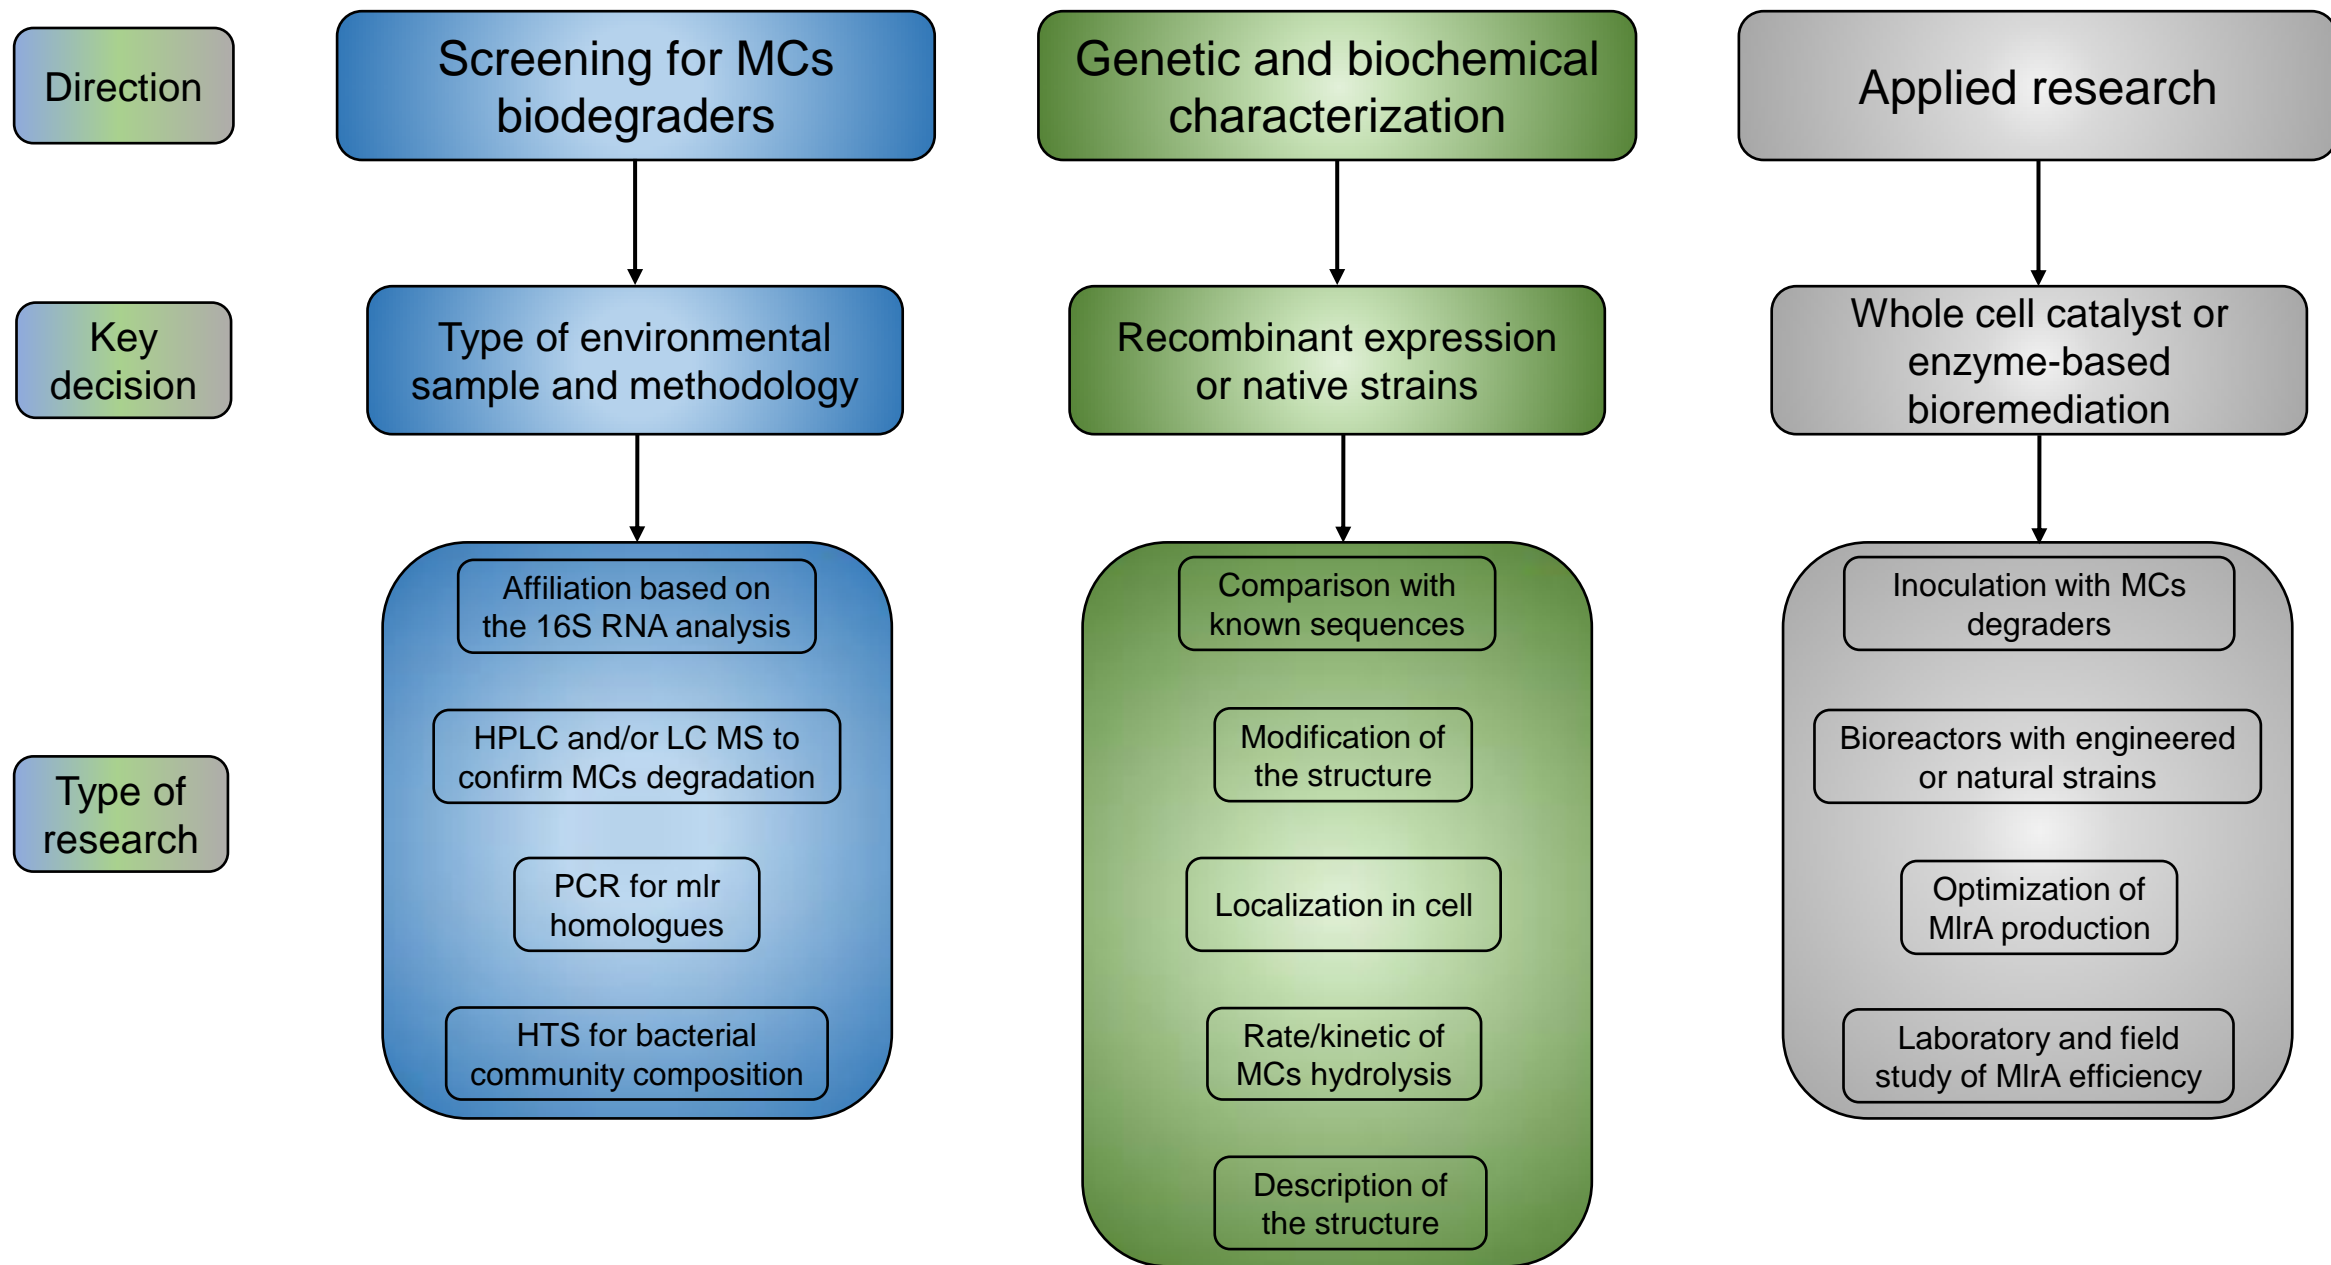 Direction
Screening for MCs
biodegraders
Genetic and biochemical
characterization
Applied research
Key
decision
Type of environmental
sample and methodology
Recombinant expression
or native strains
Whole cell catalyst or
enzyme-based
bioremediation
Type of
research
Affiliation based on
the 16S RNA analysis
HPLC and/or LC MS to
confirm MCs degradation
PCR for mlr
homologues
HTS for bacterial
community composition
Comparison with
known sequences
Modification of
the structure
Localization in cell
Rate/kinetic of
MCs hydrolysis
Description of
the structure
Inoculation with MCs
degraders
Bioreactors with engineered
or natural strains
Optimization of
MlrA production
Laboratory and field
study of MlrA efficiency